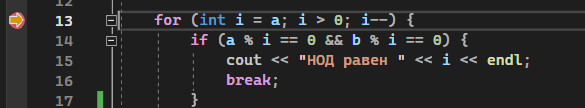 12
13 for (int i = a; i > 0; i--) {
14 if (a % i == 0 && b % i == 0) {
15 cout << "НОД равен " << i << endl;
16 break;
17 }